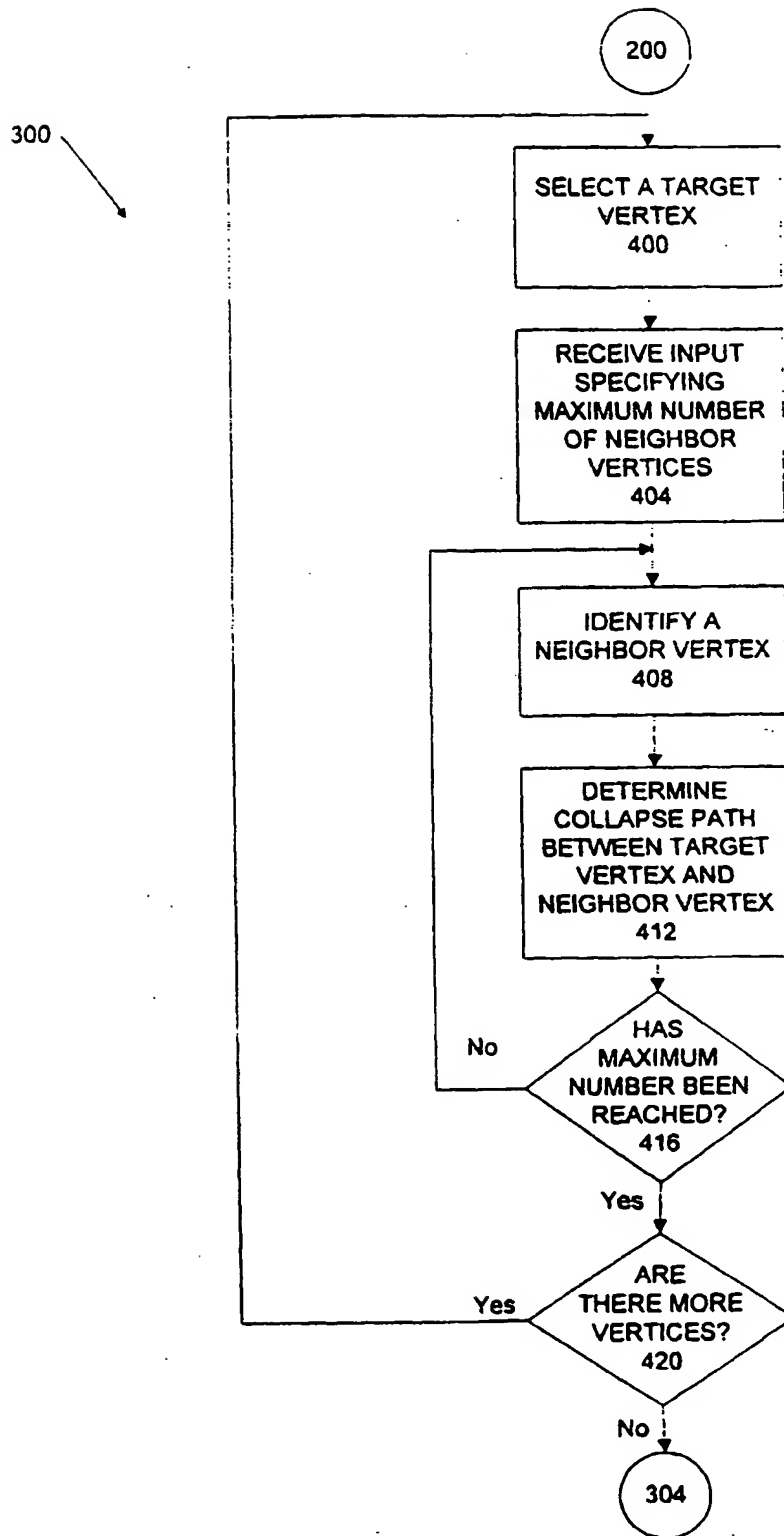 200
300
SELECT A TARGET
VERTEX
400
RECEIVE INPUT
SPECIFYING
MAXIMUM NUMBER
OF NEIGHBOR
VERTICES
404
IDENTIFY A
NEIGHBOR VERTEX
408
DETERMINE
COLLAPSE PATH
BETWEEN TARGET
VERTEX AND
NEIGHBOR VERTEX
412
No
HAS
MAXIMUM
NUMBER BEEN
REACHED?
416
Yes
Yes
ARE
THERE MORE
VERTICES?
420
No
304